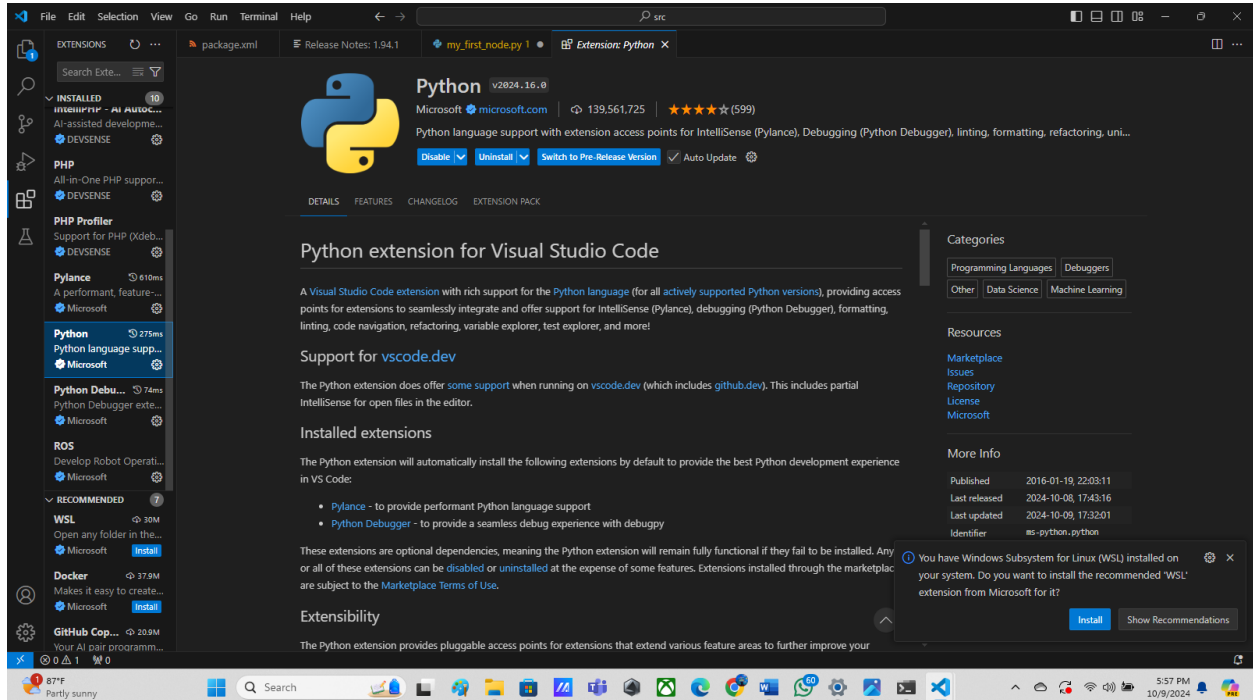 File Edit Selection View Go Run Terminal Help
src
EXTENSIONS
package.xml
Release Notes: 1.94.1
my_first_node.py 1
Extension: Python
1
Search Exte...
INSTALLED 10
IntelliPHP - AI Autoc...
AI-assisted developme...
DEVSENSE
PHP
All-in-One PHP suppor...
DEVSENSE
PHP Profiler
Support for PHP (Xdeb...
DEVSENSE
Pylance 610ms
A performant, feature-...
Microsoft
Python 275ms
Python language supp...
Microsoft
Python Debu... 74ms
Python Debugger exte...
Microsoft
ROS
Develop Robot Operati...
Microsoft
RECOMMENDED 7
WSL 30M
Open any folder in the...
Microsoft Install
Docker 37.9M
Makes it easy to create...
Microsoft Install
GitHub Cop... 20.9M
Your AI pair programm...
Python v2024.16.0
Microsoft microsoft.com 139,561,725 (599)
Python language support with extension access points for IntelliSense (Pylance), Debugging (Python Debugger), linting, formatting, refactoring, uni...
Disable Uninstall Switch to Pre-Release Version Auto Update
DETAILS FEATURES CHANGELOG EXTENSION PACK
Python extension for Visual Studio Code
A Visual Studio Code extension with rich support for the Python language (for all actively supported Python versions), providing access
points for extensions to seamlessly integrate and offer support for IntelliSense (Pylance), debugging (Python Debugger), formatting,
linting, code navigation, refactoring, variable explorer, test explorer, and more!
Support for vscode.dev
The Python extension does offer some support when running on vscode.dev (which includes github.dev). This includes partial
IntelliSense for open files in the editor.
Installed extensions
The Python extension will automatically install the following extensions by default to provide the best Python development experience
in VS Code:
• Pylance - to provide performant Python language support
• Python Debugger - to provide a seamless debug experience with debugpy
These extensions are optional dependencies, meaning the Python extension will remain fully functional if they fail to be installed. Any
or all of these extensions can be disabled or uninstalled at the expense of some features. Extensions installed through the marketplac
are subject to the Marketplace Terms of Use.
Extensibility
The Python extension provides pluggable access points for extensions that extend various feature areas to further improve your
Categories
Programming Languages Debuggers
Other Data Science Machine Learning
Resources
Marketplace
Issues
Repository
License
Microsoft
More Info
Published 2016-01-19, 22:03:11
Last released 2024-10-08, 17:43:16
Last updated 2024-10-09, 17:32:01
Identifier ms-python.python
You have Windows Subsystem for Linux (WSL) installed on
your system. Do you want to install the recommended 'WSL'
extension from Microsoft for it?
Install Show Recommendations
0 1 0
1
87°F
Partly sunny
Search
60
5:57 PM
10/9/2024